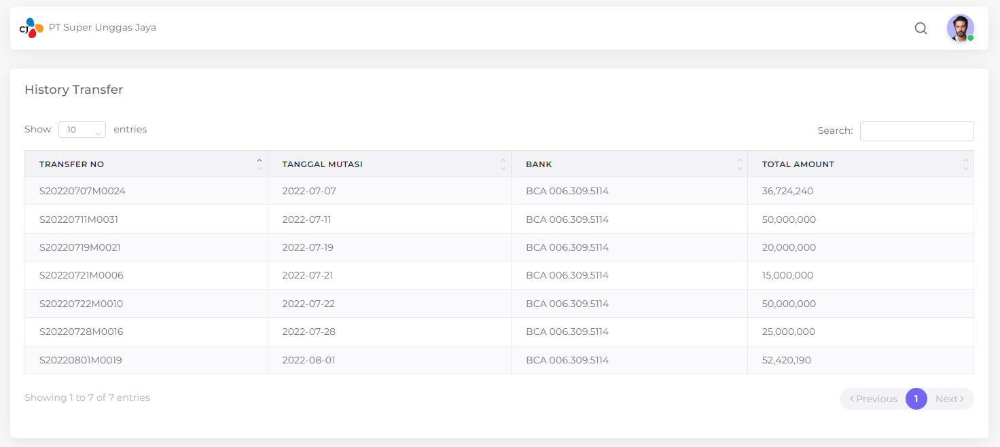 CJ PT Super Unggas Jaya
History Transfer
Show 10 entries Search:
TRANSFER NO TANGGAL MUTASI BANK TOTAL AMOUNT
S20220707M0024 2022-07-07 BCA 006.309.5114 36,724,240
S20220711M0031 2022-07-11 BCA 006.309.5114 50,000,000
S20220719M0021 2022-07-19 BCA 006.309.5114 20,000,000
S20220721M0006 2022-07-21 BCA 006.309.5114 15,000,000
S20220722M0010 2022-07-22 BCA 006.309.5114 50,000,000
S20220728M0016 2022-07-28 BCA 006.309.5114 25,000,000
S20220801M0019 2022-08-01 BCA 006.309.5114 52,420,190
Showing 1 to 7 of 7 entries Previous 1 Next